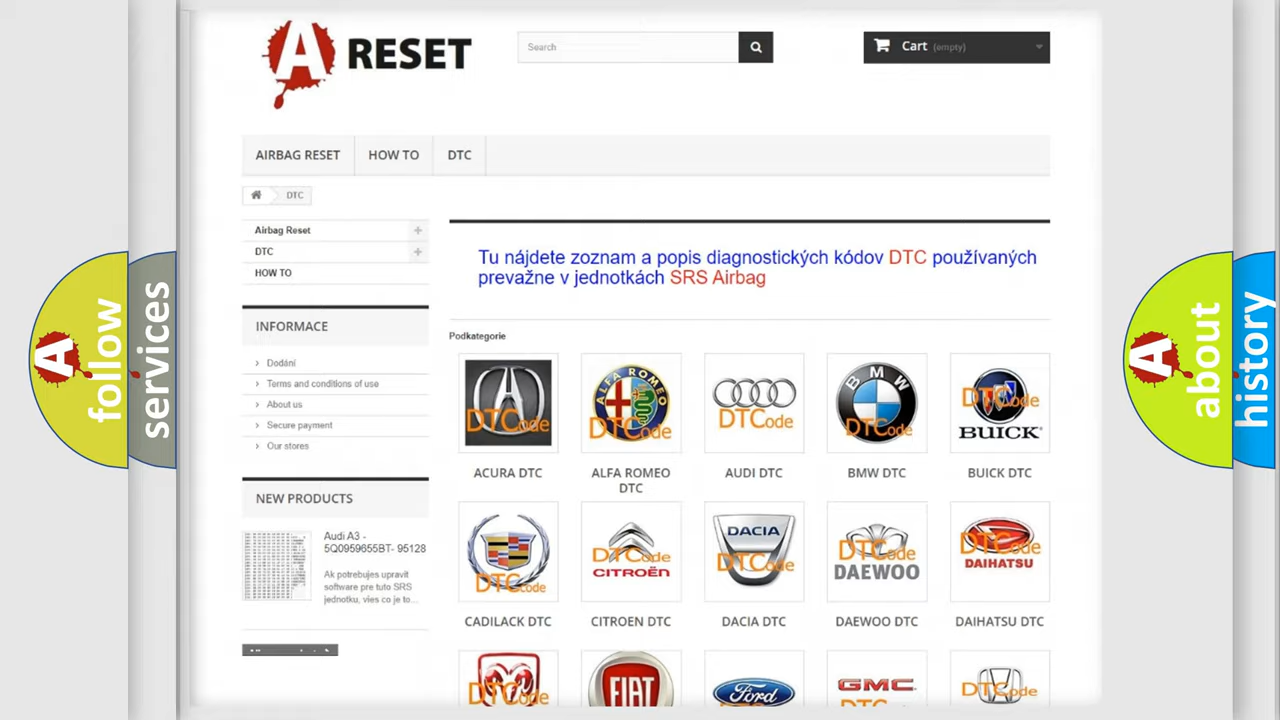 A RESET
Search
Cart (empty)
AIRBAG RESET
HOW TO
DTC
DTC
Airbag Reset
DTC
HOW TO
INFORMACE
Dodání
Terms and conditions of use
About us
Secure payment
Our stores
NEW PRODUCTS
Audi A3 -
5Q0959655BT- 95128
Ak potrebujes upravit
software pre tuto SRS
jednotku, vies co je to...
Tu nájdete zoznam a popis diagnostických kódov DTC používaných
prevažne v jednotkách SRS Airbag
Podkategorie
DTCode
ALFA ROMEO
DTCode
DTCode
BMW
DTCode
DTCode
BUICK
ACURA DTC
ALFA ROMEO
DTC
AUDI DTC
BMW DTC
BUICK DTC
DTCode
DTCode
CITROËN
DACIA
DTCode
DTCode
DAEWOO
DTCode
DAIHATSU
CADILACK DTC
CITROEN DTC
DACIA DTC
DAEWOO DTC
DAIHATSU DTC
DTCode
FIAT
Ford
GMC
DTCode
A follow
services
A about
history